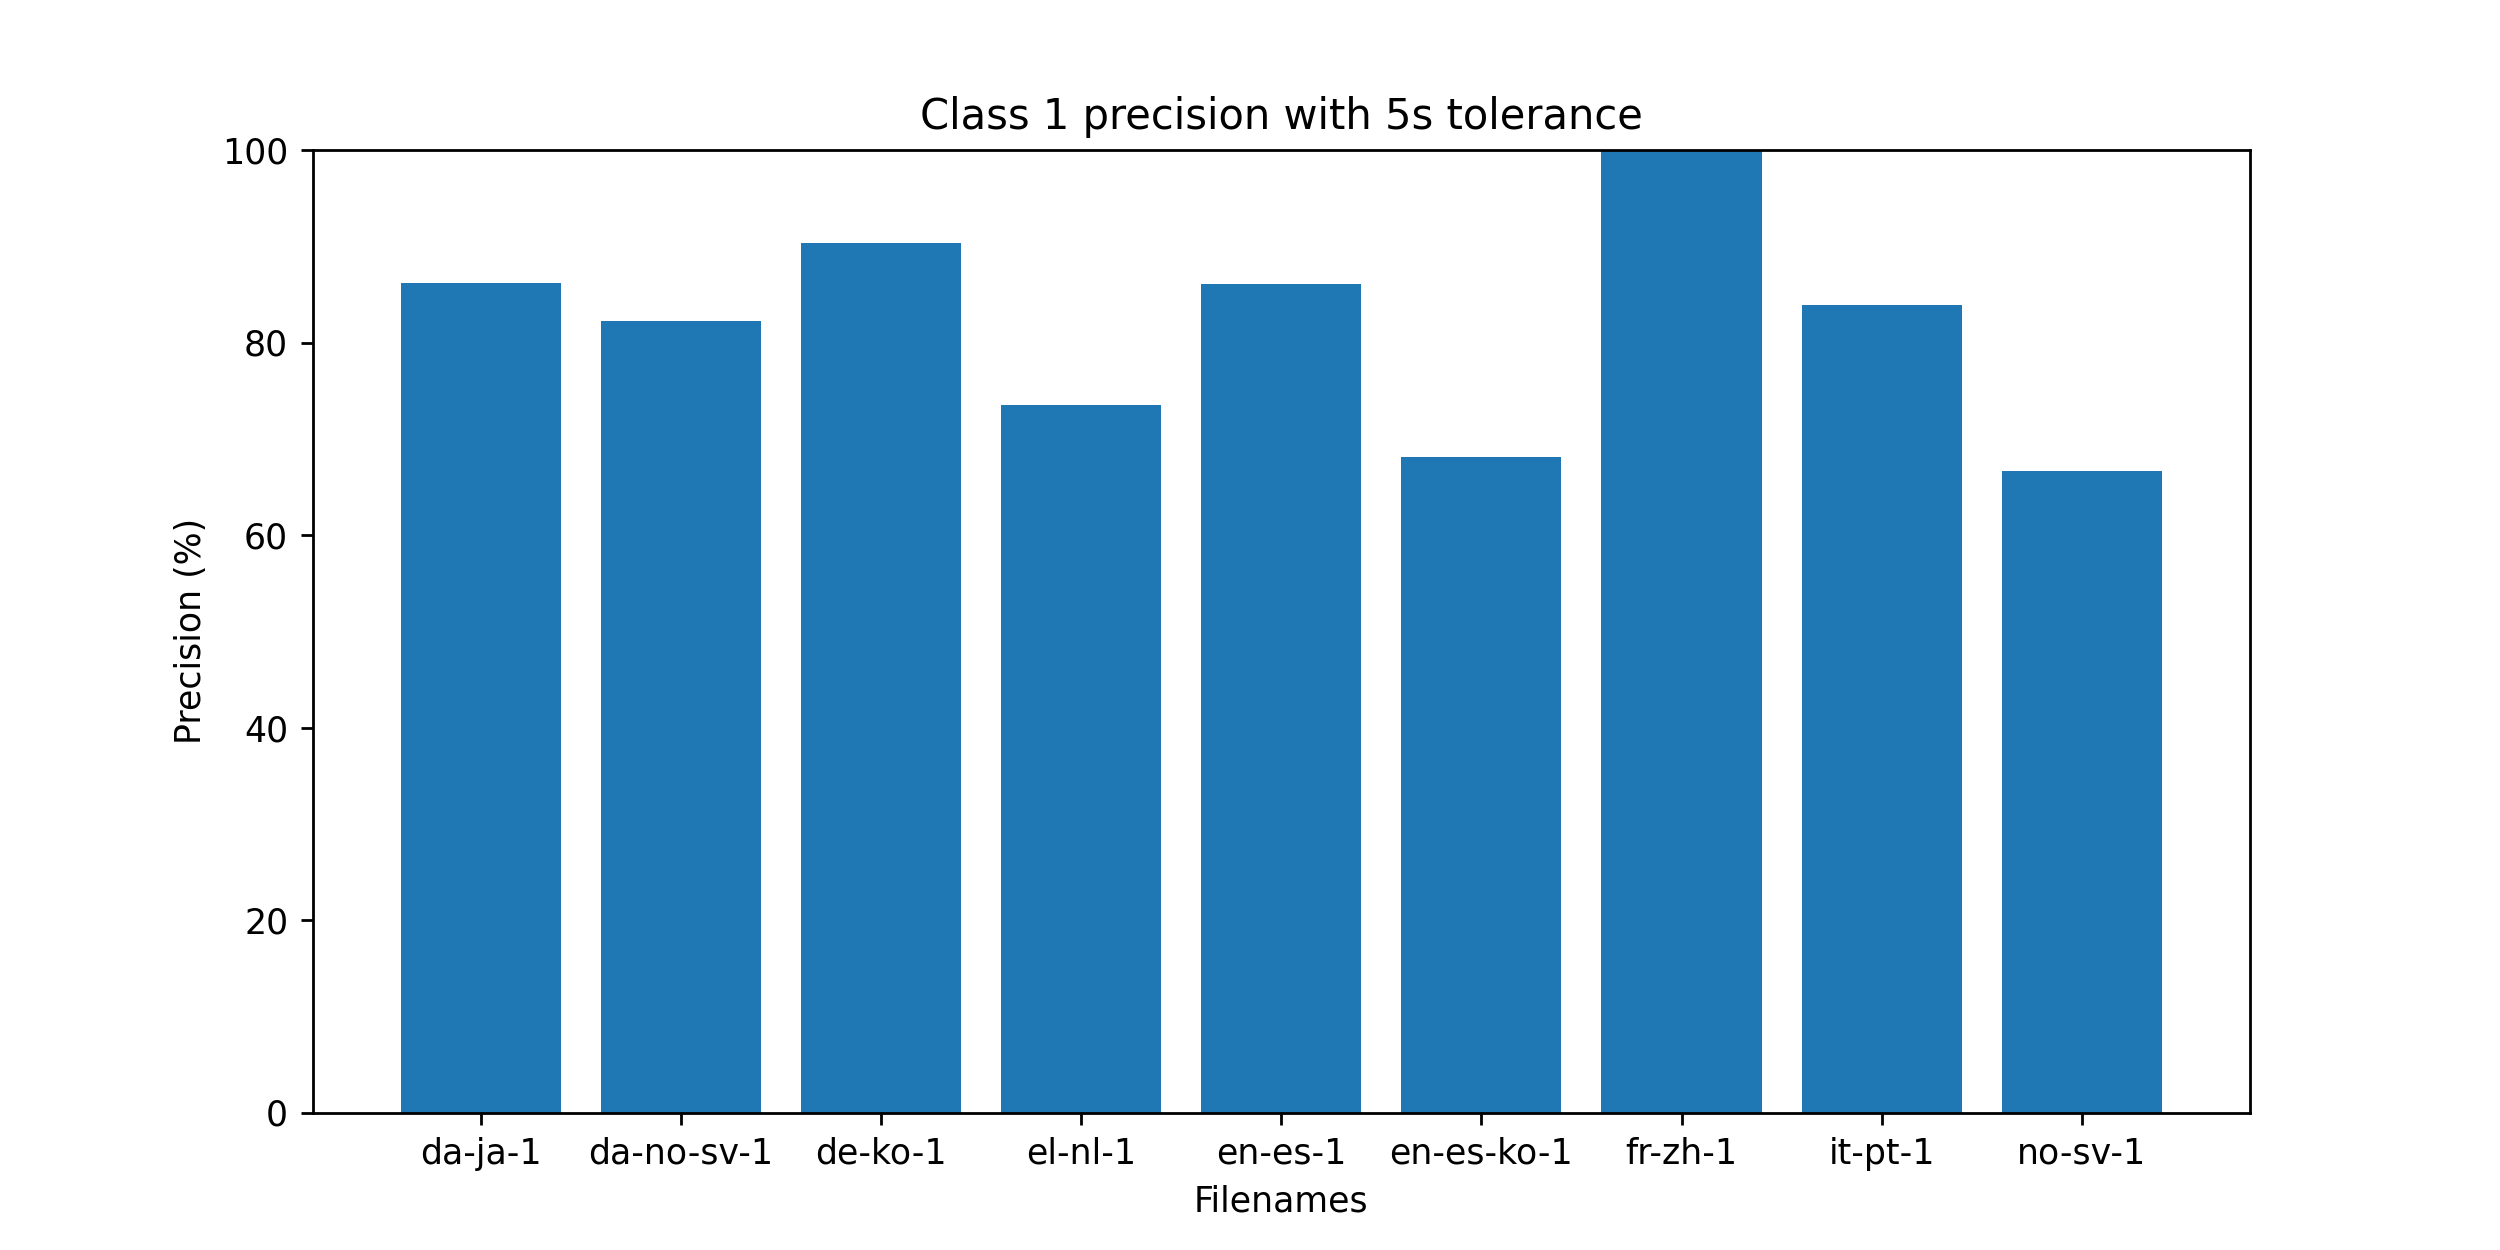 Class 1 precision with 5s tolerance
100
80
60
40
20
0
Precision (%)
da-ja-1 da-no-sv-1 de-ko-1 el-nl-1 en-es-1 en-es-ko-1 fr-zh-1 it-pt-1 no-sv-1
Filenames